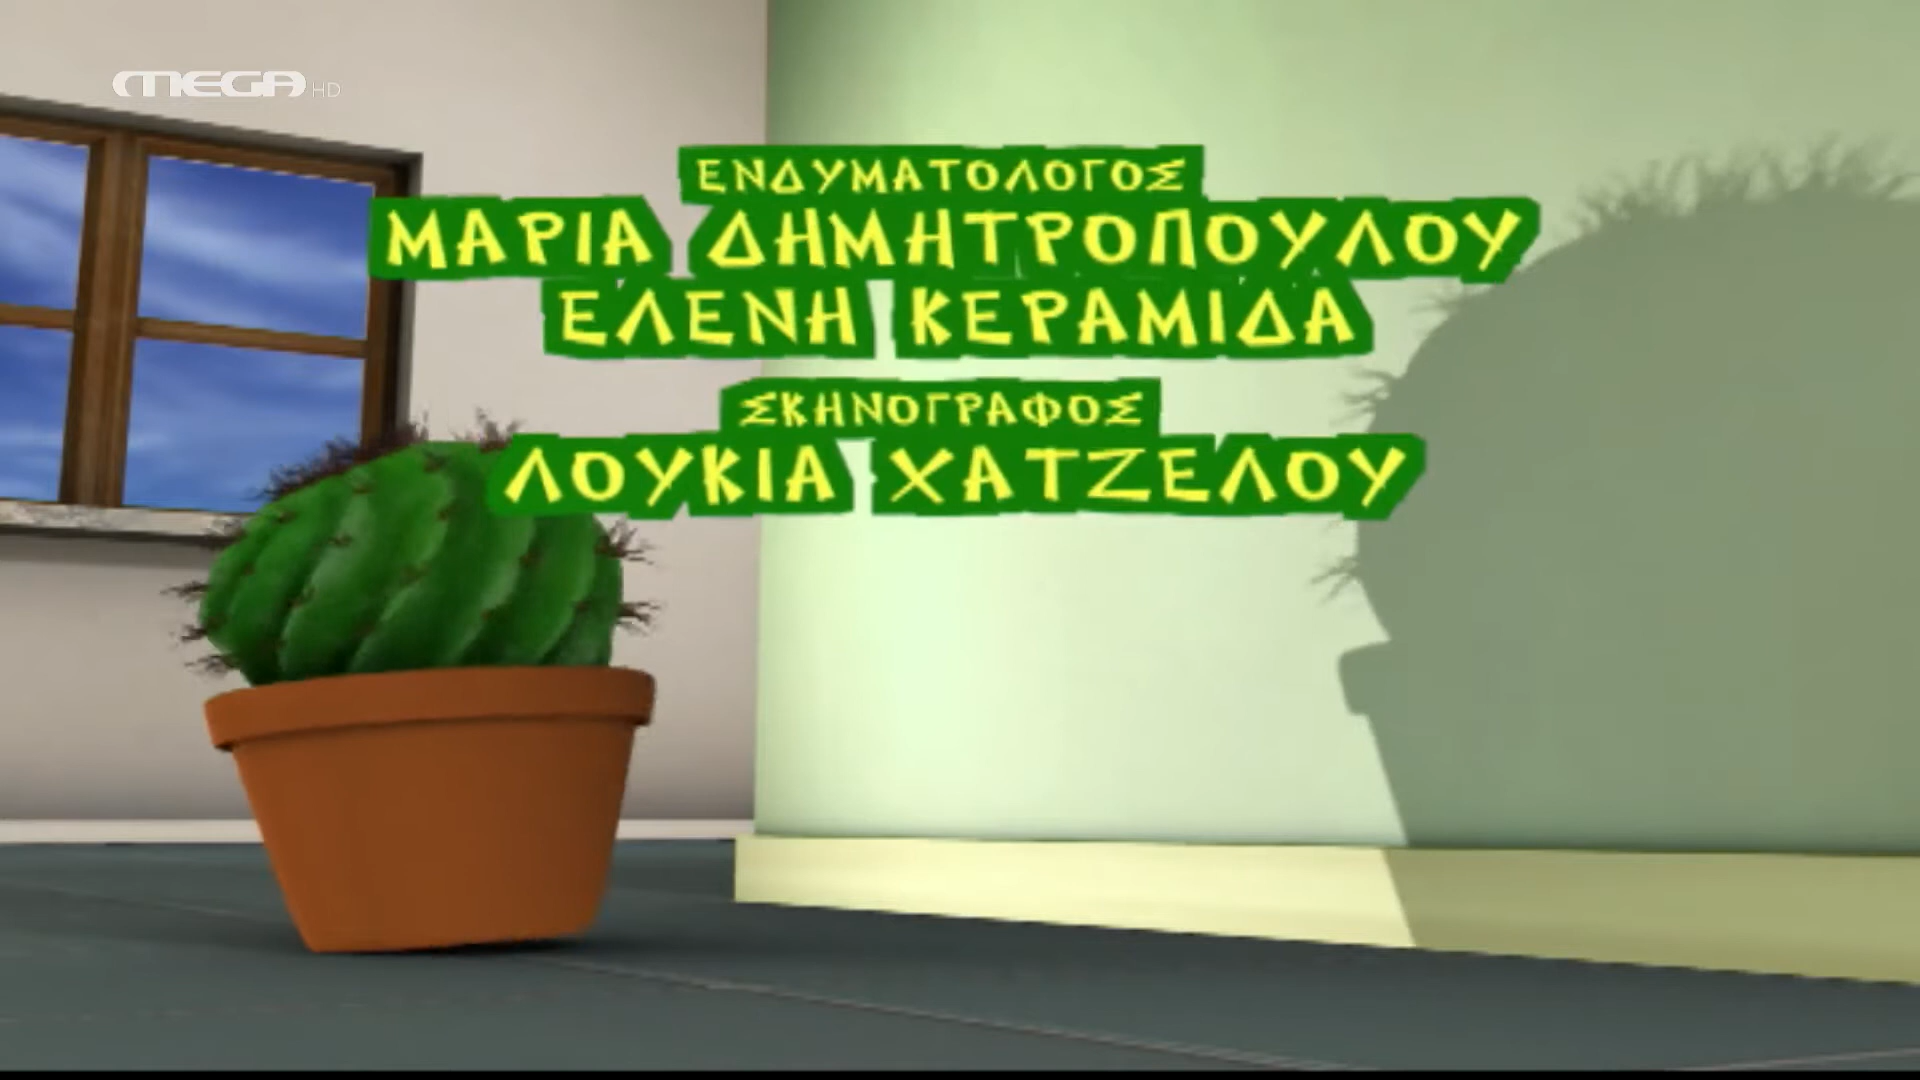 MEGA HD
ΕΝΔΥΜΑΤΟΛΟΓΟΣ
ΜΑΡΙΑ ΔΗΜΗΤΡΟΠΟΥΛΟΥ
ΕΛΕΝΗ ΚΕΡΑΜΙΔΑ
ΣΚΗΝΟΓΡΑΦΟΣ
ΛΟΥΚΙΑ ΧΑΤΖΕΛΟΥ